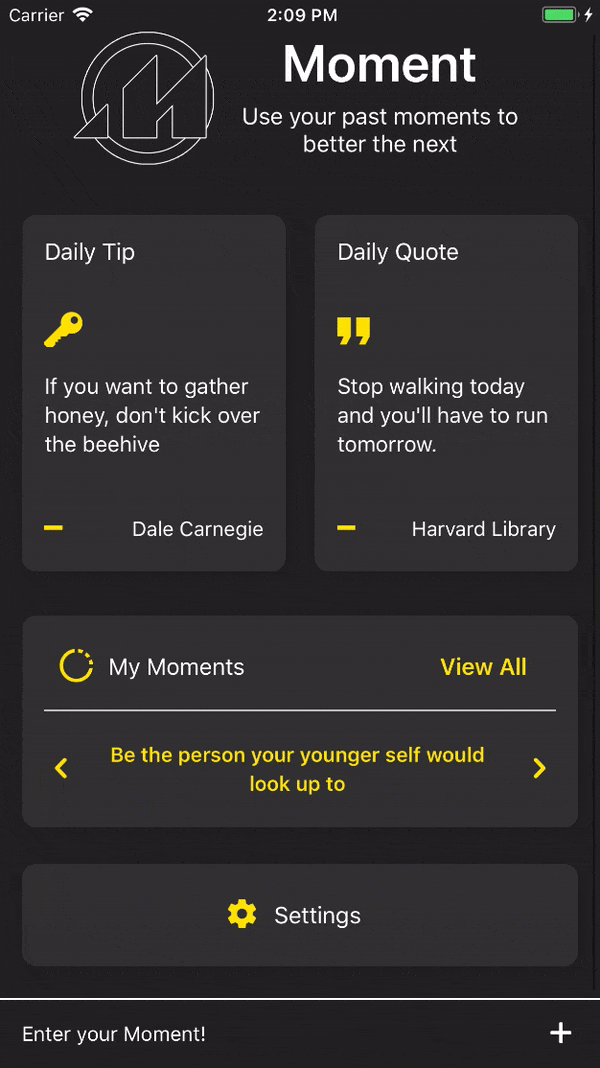 Carrier 2:09 PM
Moment
Use your past moments to
better the next
Daily Tip
If you want to gather
honey, don't kick over
the beehive
Dale Carnegie
Daily Quote
Stop walking today
and you'll have to run
tomorrow.
Harvard Library
My Moments View All
Be the person your younger self would
look up to
Settings
Enter your Moment!